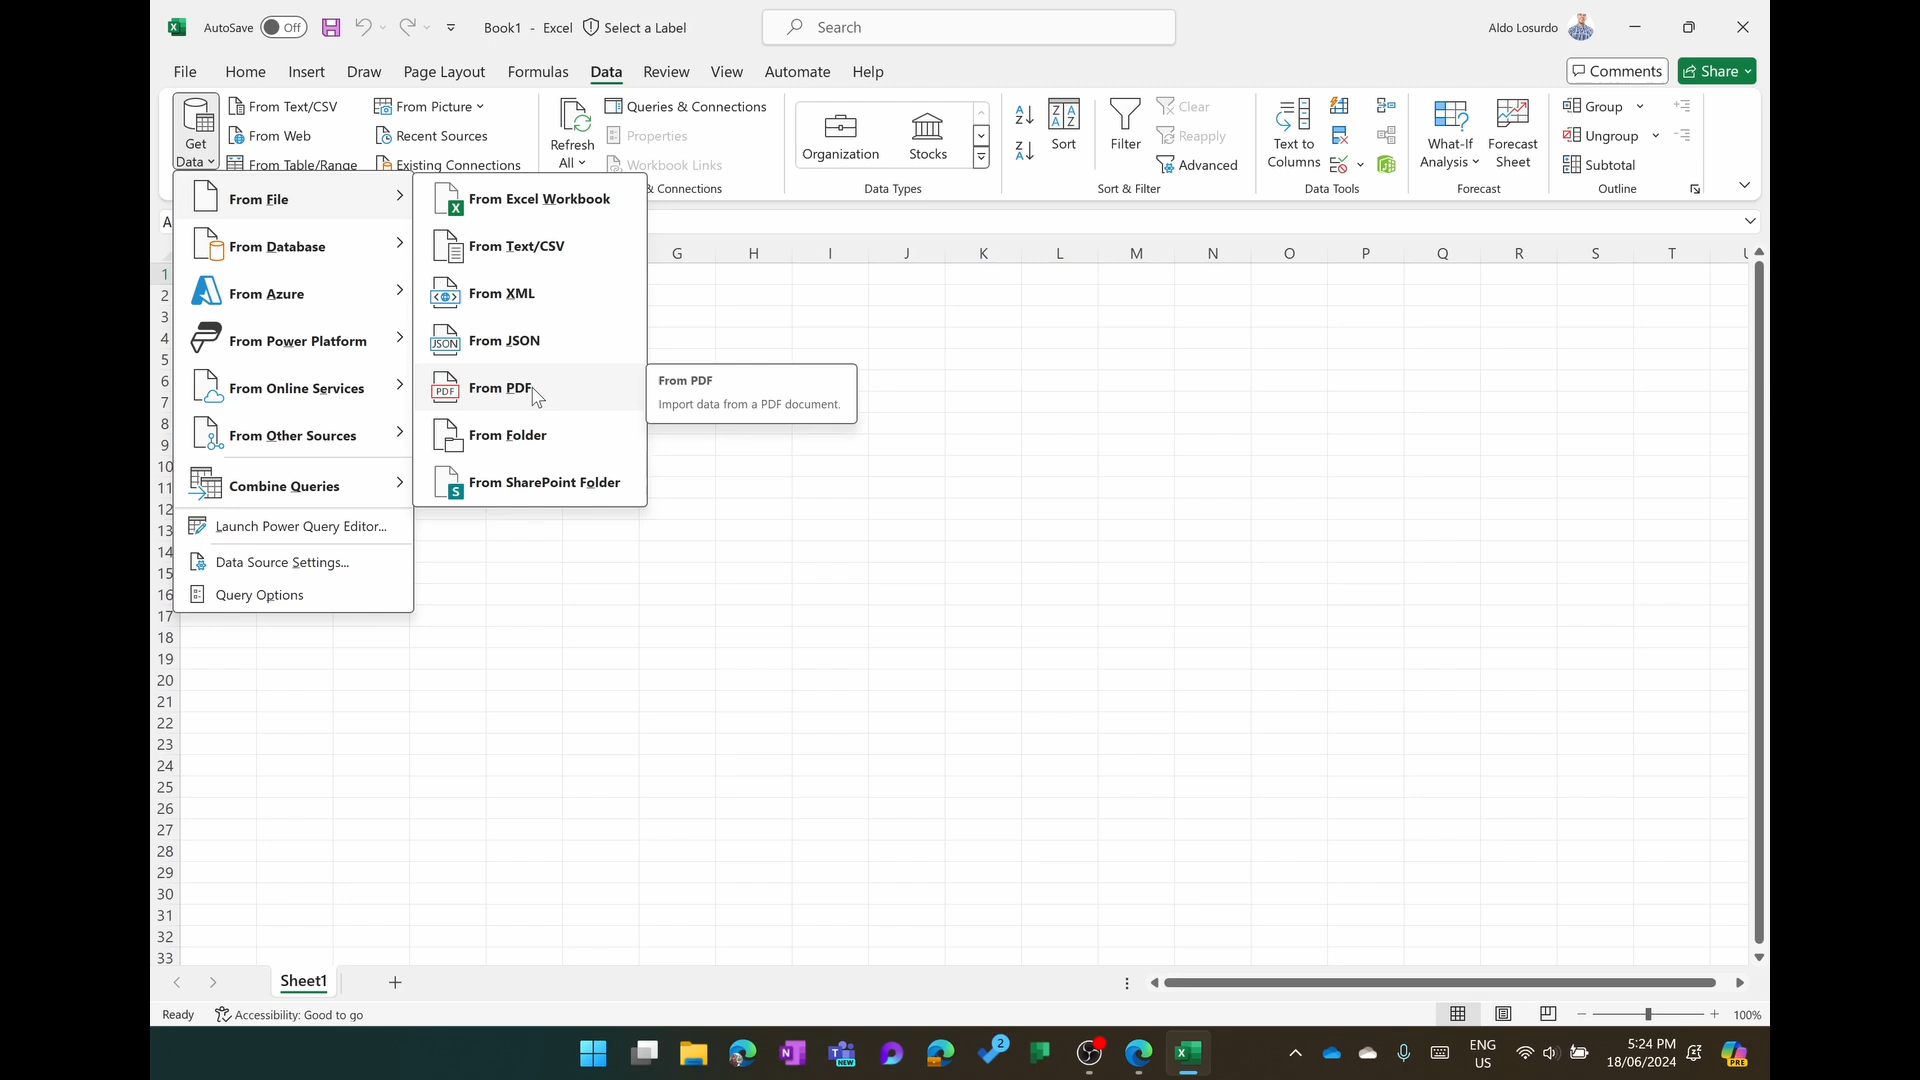 AutoSave Off Book1 - Excel Select a Label Search Aldo Losurdo
File Home Insert Draw Page Layout Formulas Data Review View Automate Help Comments Share
Get Data
From Text/CSV
From Web
From Table/Range
From Picture
Recent Sources
Existing Connections
Refresh All
Queries & Connections
Properties
Workbook Links
& Connections
Organization
Stocks
Data Types
Sort
Filter
Clear
Reapply
Advanced
Sort & Filter
Text to Columns
Data Tools
What-If Analysis
Forecast Sheet
Forecast
Group
Ungroup
Subtotal
Outline
From File
From Database
From Azure
From Power Platform
From Online Services
From Other Sources
Combine Queries
Launch Power Query Editor...
Data Source Settings...
Query Options
From Excel Workbook
From Text/CSV
From XML
JSON From JSON
PDF From PDF
From Folder
S From SharePoint Folder
From PDF
Import data from a PDF document.
A
G H I J K L M N O P Q R S T U
1
2
3
4
5
6
7
8
9
10
11
12
13
14
15
16
17
18
19
20
21
22
23
24
25
26
27
28
29
30
31
32
33
Sheet1
Ready Accessibility: Good to go 100%
2
NEW
ENG
US
5:24 PM
18/06/2024
PRE